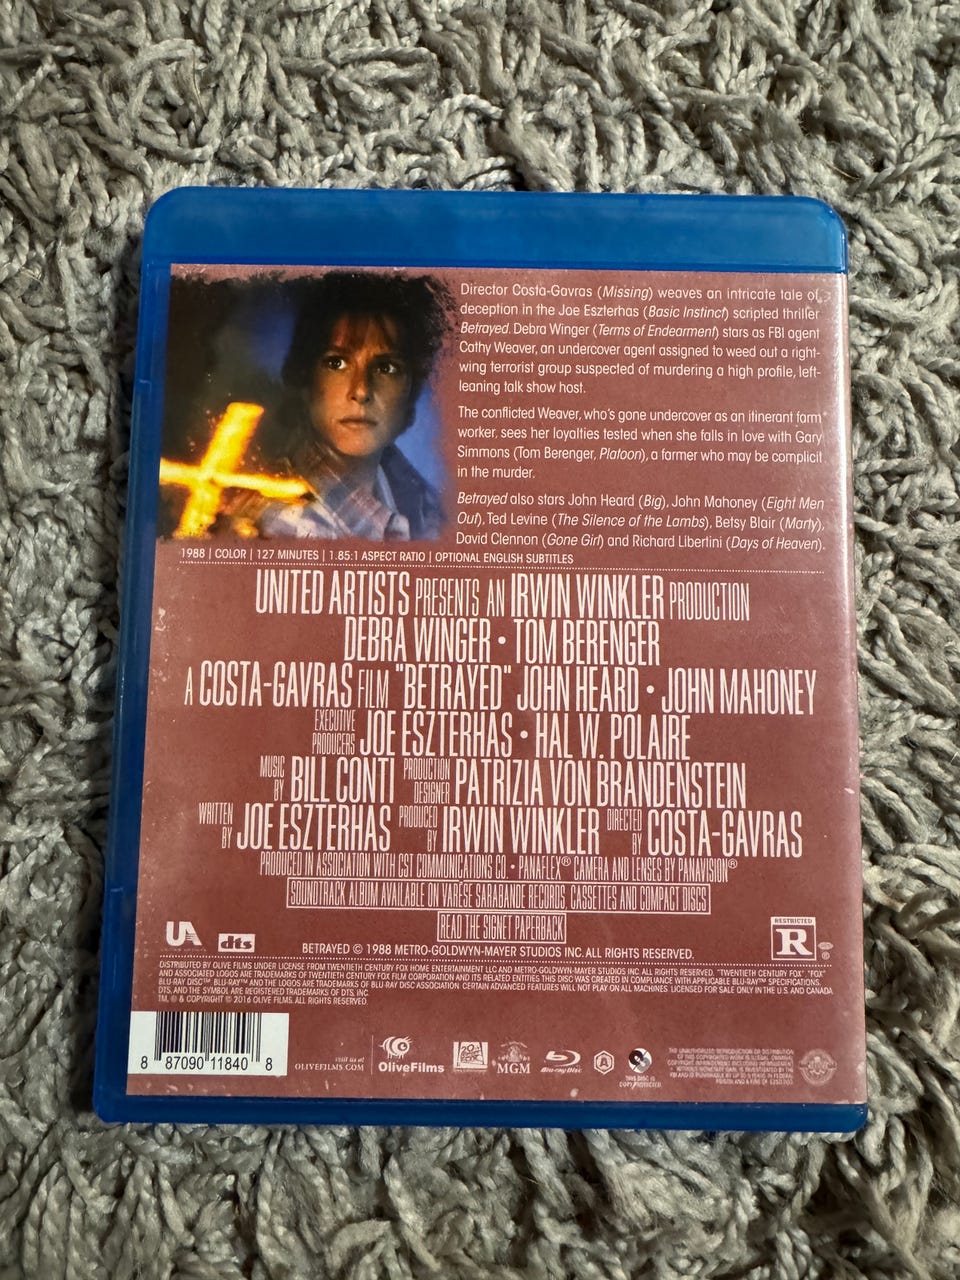 Director Costa-Gavras (Missing) weaves an intricate tale of
deception in the Joe Eszterhas (Basic Instinct) scripted thriller
Betrayed. Debra Winger (Terms of Endearment) stars as FBI agent
Cathy Weaver, an undercover agent assigned to weed out a right-
wing terrorist group suspected of murdering a high profile, left-
leaning talk show host.
The conflicted Weaver, who's gone undercover as an itinerant farm
worker, sees her loyalties tested when she falls in love with Gary
Simmons (Tom Berenger, Platoon), a farmer who may be complicit
in the murder.
Betrayed also stars John Heard (Big), John Mahoney (Eight Men
Out), Ted Levine (The Silence of the Lambs), Betsy Blair (Marty),
David Clennon (Gone Girl) and Richard Libertini (Days of Heaven).
1988 | COLOR | 127 MINUTES | 1.85:1 ASPECT RATIO | OPTIONAL ENGLISH SUBTITLES
UNITED ARTISTS PRESENTS AN IRWIN WINKLER PRODUCTION
DEBRA WINGER • TOM BERENGER
A COSTA-GAVRAS FILM "BETRAYED" JOHN HEARD • JOHN MAHONEY
EXECUTIVE PRODUCERS JOE ESZTERHAS • HAL W. POLAIRE
MUSIC BY BILL CONTI PRODUCTION DESIGNER PATRIZIA VON BRANDENSTEIN
WRITTEN BY JOE ESZTERHAS PRODUCED BY IRWIN WINKLER DIRECTED BY COSTA-GAVRAS
PRODUCED IN ASSOCIATION WITH CST COMMUNICATIONS CO. • PANAFLEX® CAMERA AND LENSES BY PANAVISION®
SOUNDTRACK ALBUM AVAILABLE ON VARÈSE SARABANDE RECORDS, CASSETTES AND COMPACT DISCS
READ THE SIGNET PAPERBACK
UA
UNITED ARTISTS
dts
BETRAYED © 1988 METRO-GOLDWYN-MAYER STUDIOS INC. ALL RIGHTS RESERVED.
RESTRICTED
R
DISTRIBUTED BY OLIVE FILMS UNDER LICENSE FROM TWENTIETH CENTURY FOX HOME ENTERTAINMENT LLC AND METRO-GOLDWYN-MAYER STUDIOS INC. ALL RIGHTS RESERVED. "TWENTIETH CENTURY FOX" "FOX"
AND ASSOCIATED LOGOS ARE TRADEMARKS OF TWENTIETH CENTURY FOX FILM CORPORATION AND ITS RELATED ENTITIES. THIS DISC WAS CREATED IN COMPLIANCE WITH APPLICABLE BLU-RAY™ SPECIFICATIONS.
BLU-RAY DISC™, BLU-RAY™ AND THE LOGOS ARE TRADEMARKS OF BLU-RAY DISC ASSOCIATION. CERTAIN ADVANCED FEATURES WILL NOT PLAY ON ALL MACHINES. LICENSED FOR SALE ONLY IN THE U.S. AND CANADA.
DTS, AND THE SYMBOL ARE REGISTERED TRADEMARKS OF DTS, INC.
TM, ® & COPYRIGHT © 2016 OLIVE FILMS. ALL RIGHTS RESERVED.
8 87090 11840 8
visit us at
OLIVEFILMS.COM
OliveFilms
MGM
Blu-ray Disc
A
THIS DISC IS
COPY PROTECTED